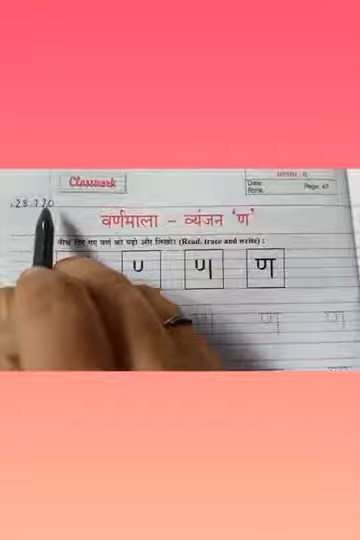 Classwork
Date:
Page: 43
28.7.20
वर्णमाला – व्यंजन 'ण'
नीचे दिए गए वर्ण को पढ़ो और लिखो। (Read, trace and write) :
ण
ण ण